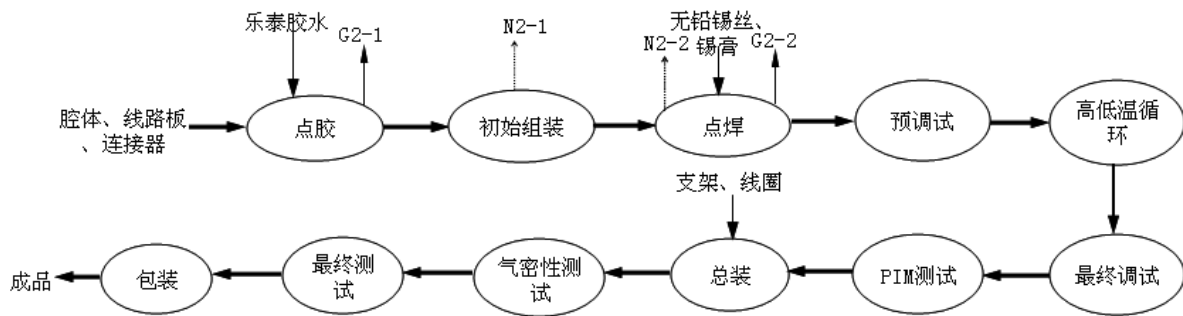 乐泰胶水
G2-1
N2-1
无铅锡丝、
锡膏
N2-2
G2-2
腔体、线路板
、连接器
点胶
初始组装
点焊
预调试
高低温循
环
支架、线圈
成品
包装
最终测
试
气密性测
试
总装
PIM测试
最终调试